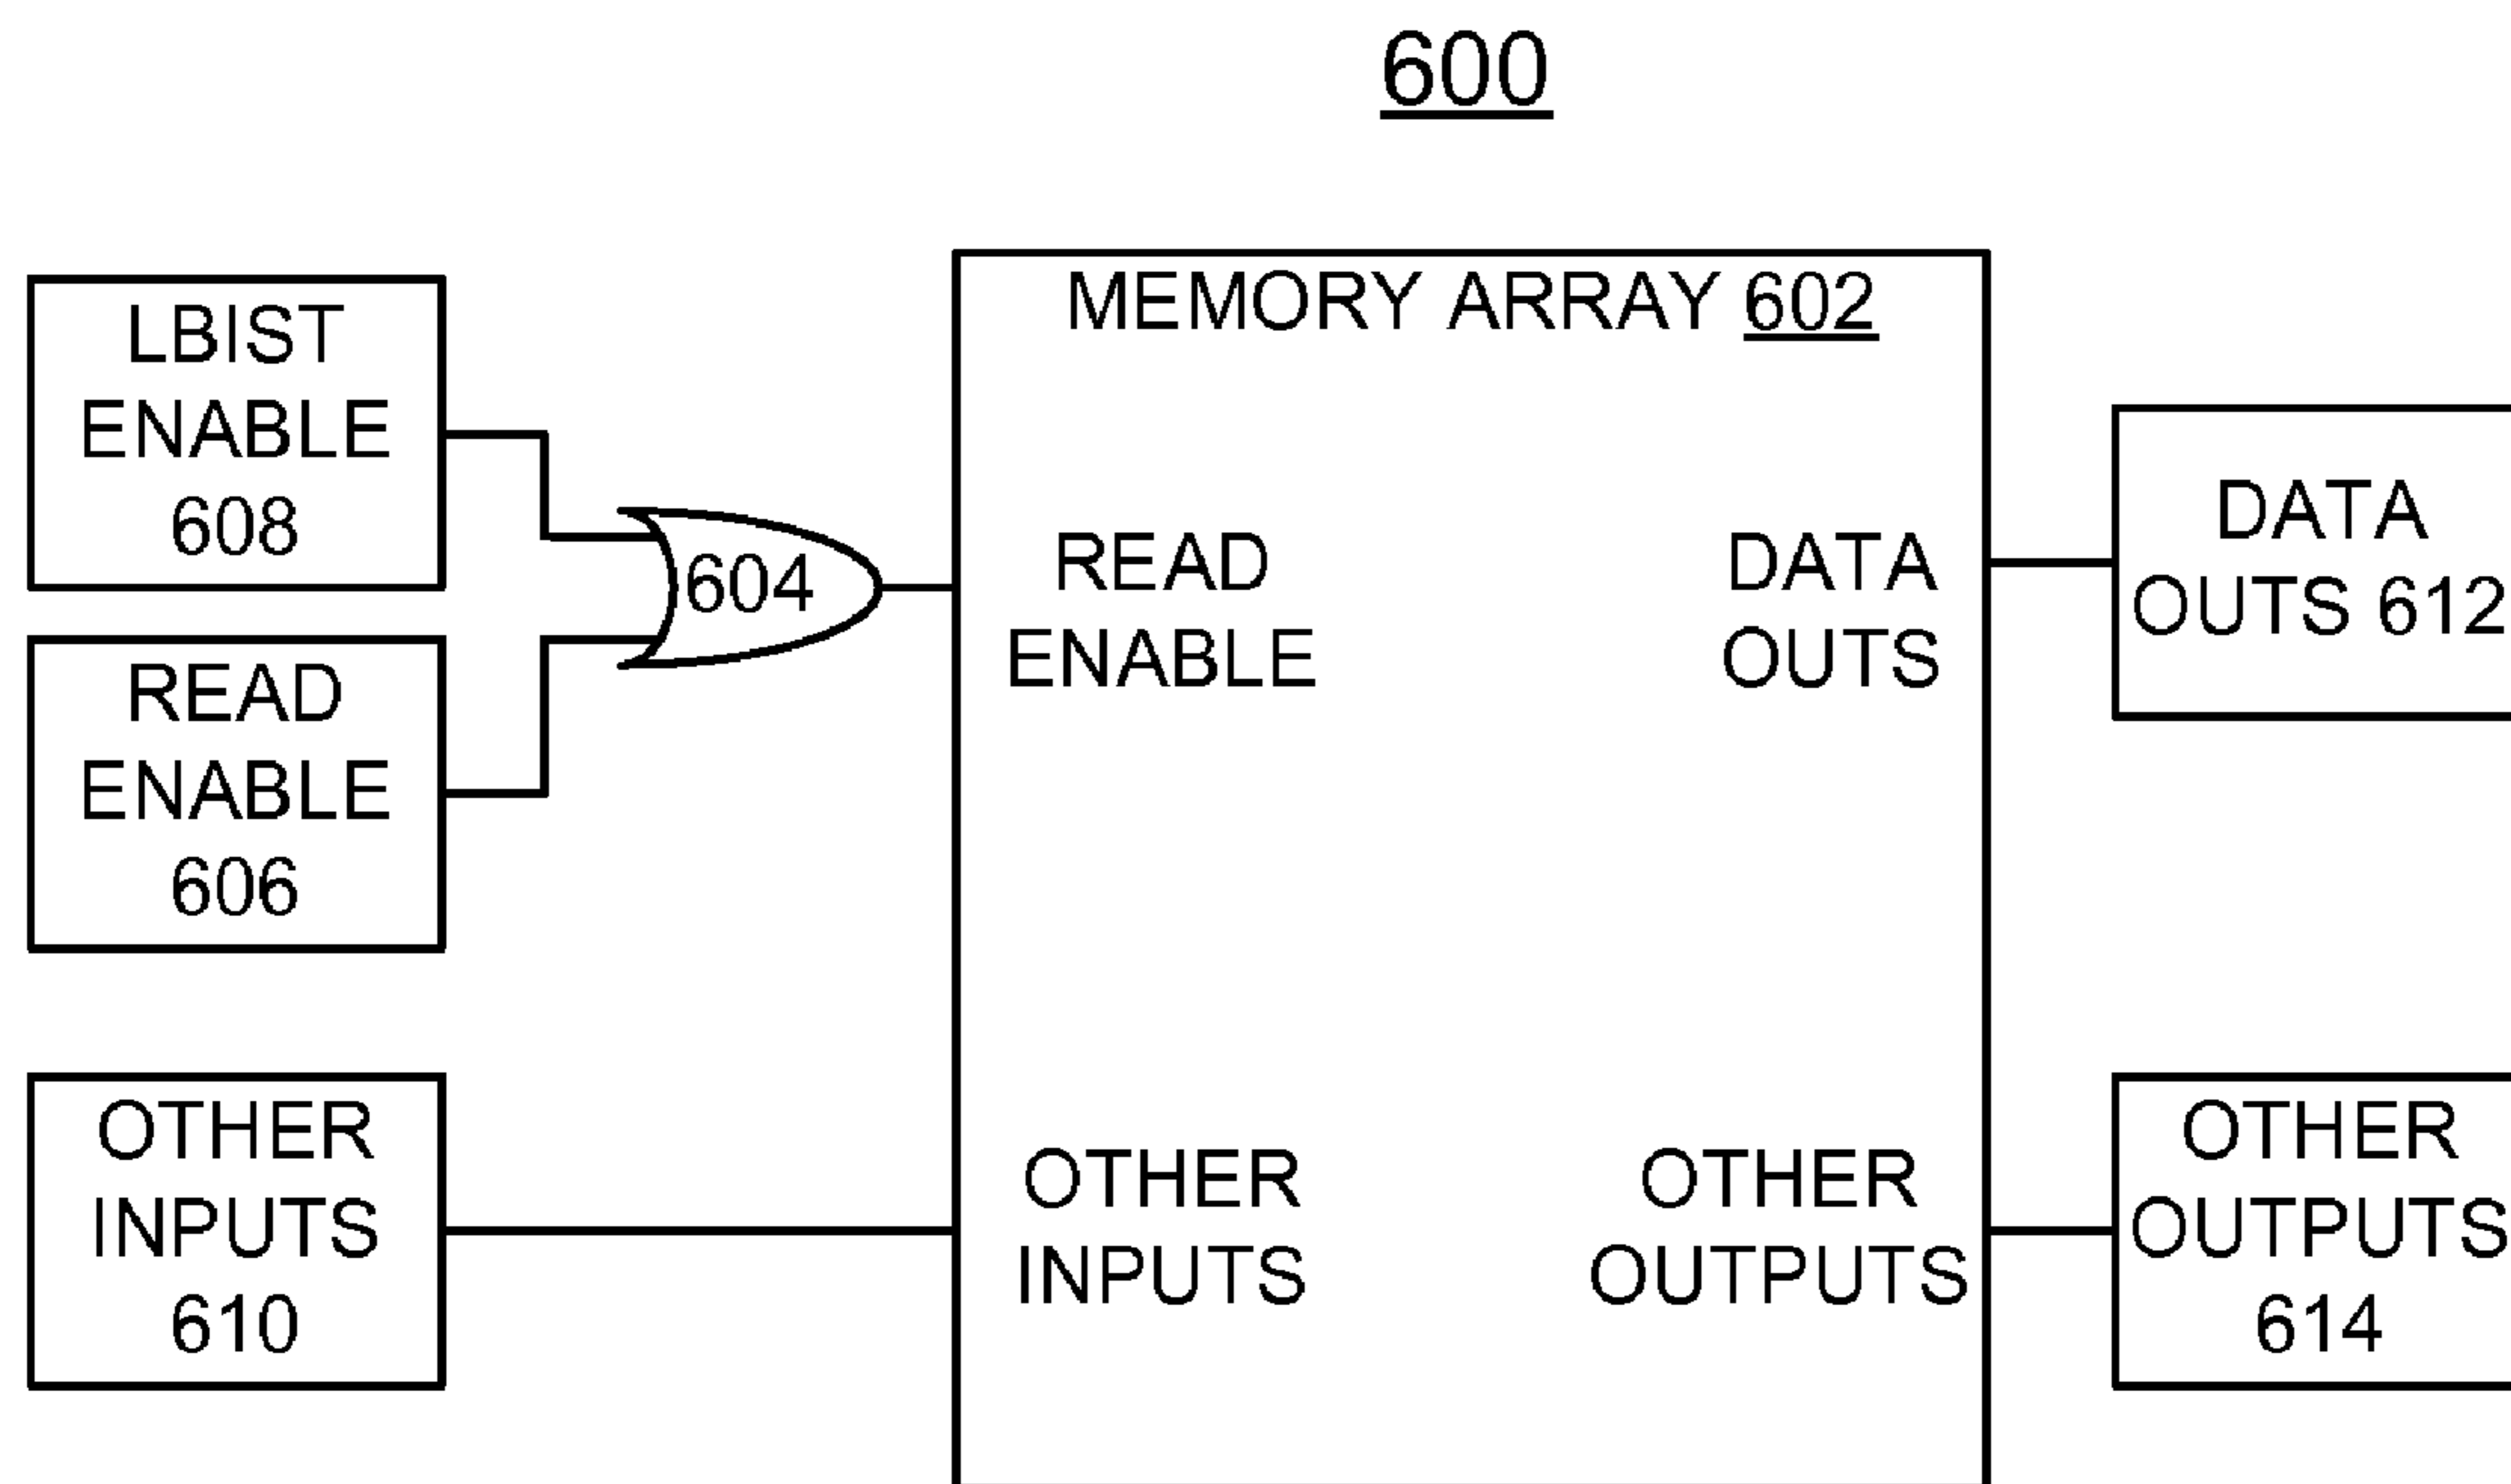 600
LBIST
ENABLE
608
READ
ENABLE
606
OTHER
INPUTS
610
604
MEMORY ARRAY 602
READ
ENABLE
DATA
OUTS
OTHER
INPUTS
OTHER
OUTPUTS
DATA
OUTS 612
OTHER
OUTPUTS
614